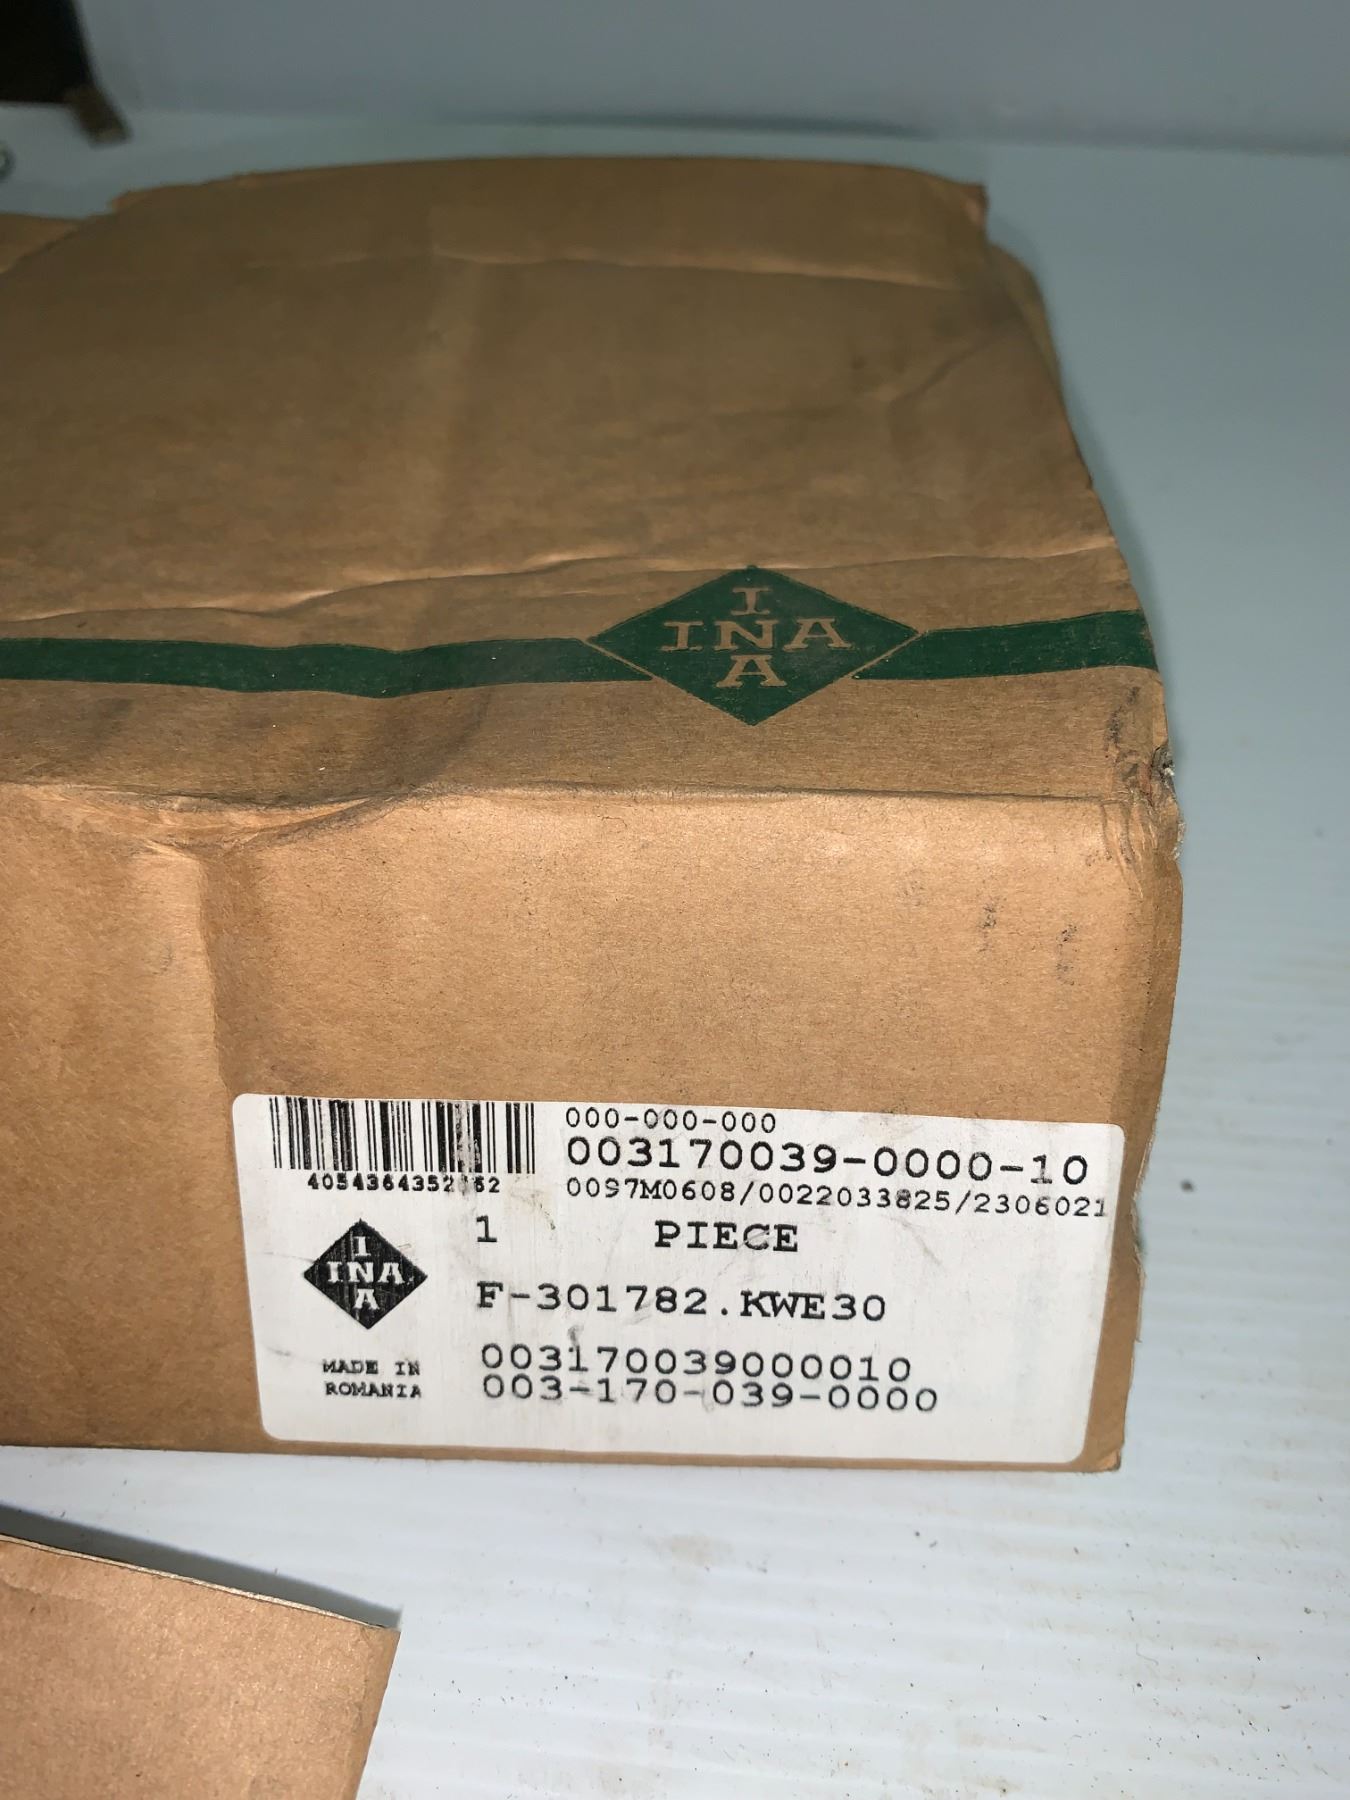 I
INA
A
000-000-000
003170039-0000-10
0097M0608/0022033825/2306021
1 PIECE
I
INA
A
F-301782.KWE30
MADE IN
ROMANIA
003170039000010
003-170-039-0000